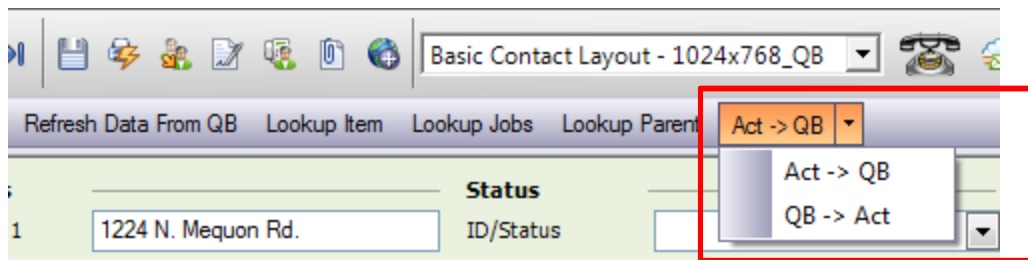 Basic Contact Layout - 1024x768_QB
Refresh Data From QB Lookup Item Lookup Jobs Lookup Parent Act -> QB
Act -> QB
QB -> Act
Status
1 1224 N. Mequon Rd. ID/Status